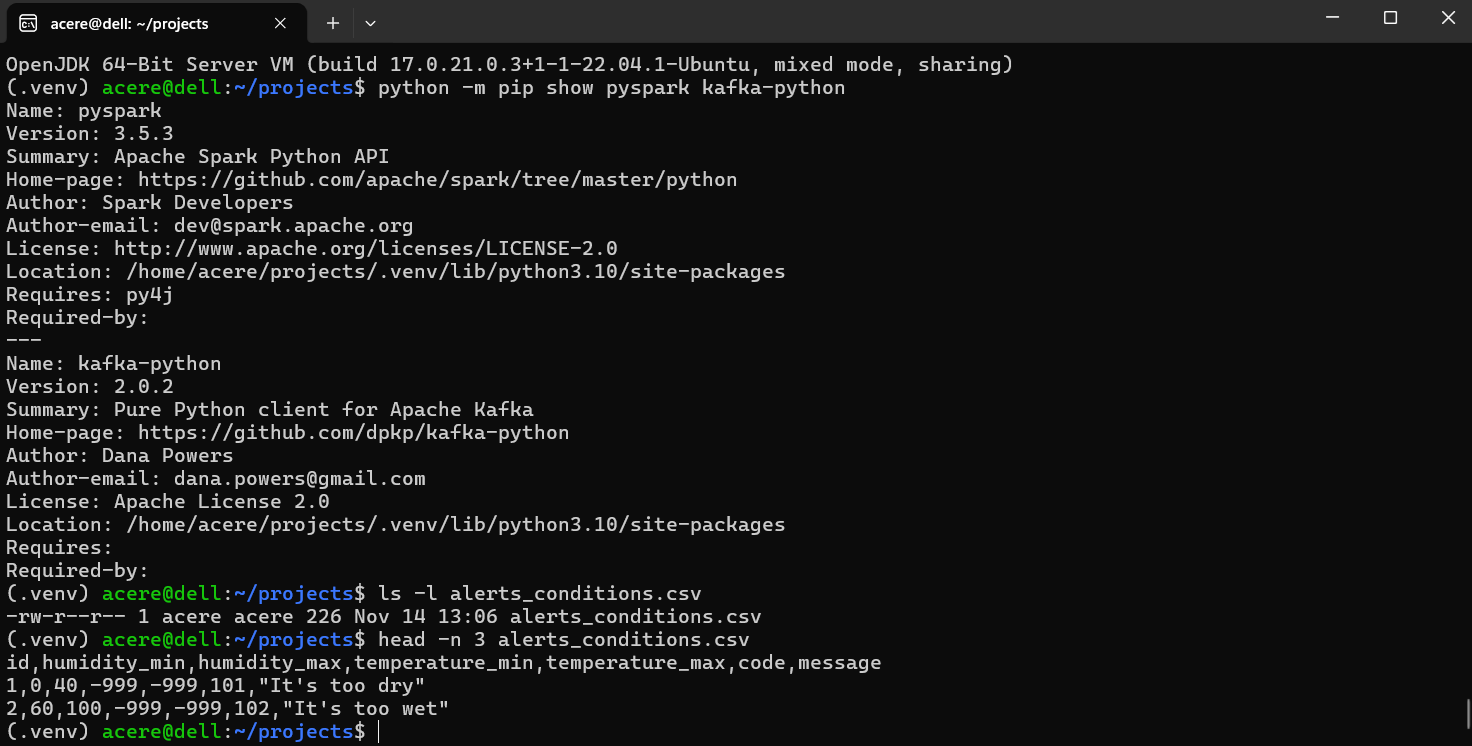 acere@dell: ~/projects
OpenJDK 64-Bit Server VM (build 17.0.21.0.3+1-1-22.04.1-Ubuntu, mixed mode, sharing)
(.venv) acere@dell:~/projects$ python -m pip show pyspark kafka-python
Name: pyspark
Version: 3.5.3
Summary: Apache Spark Python API
Home-page: https://github.com/apache/spark/tree/master/python
Author: Spark Developers
Author-email: dev@spark.apache.org
License: http://www.apache.org/licenses/LICENSE-2.0
Location: /home/acere/projects/.venv/lib/python3.10/site-packages
Requires: py4j
Required-by:
---
Name: kafka-python
Version: 2.0.2
Summary: Pure Python client for Apache Kafka
Home-page: https://github.com/dpkp/kafka-python
Author: Dana Powers
Author-email: dana.powers@gmail.com
License: Apache License 2.0
Location: /home/acere/projects/.venv/lib/python3.10/site-packages
Requires:
Required-by:
(.venv) acere@dell:~/projects$ ls -l alerts_conditions.csv
-rw-r--r-- 1 acere acere 226 Nov 14 13:06 alerts_conditions.csv
(.venv) acere@dell:~/projects$ head -n 3 alerts_conditions.csv
id,humidity_min,humidity_max,temperature_min,temperature_max,code,message
1,0,40,-999,-999,101,"It's too dry"
2,60,100,-999,-999,102,"It's too wet"
(.venv) acere@dell:~/projects$